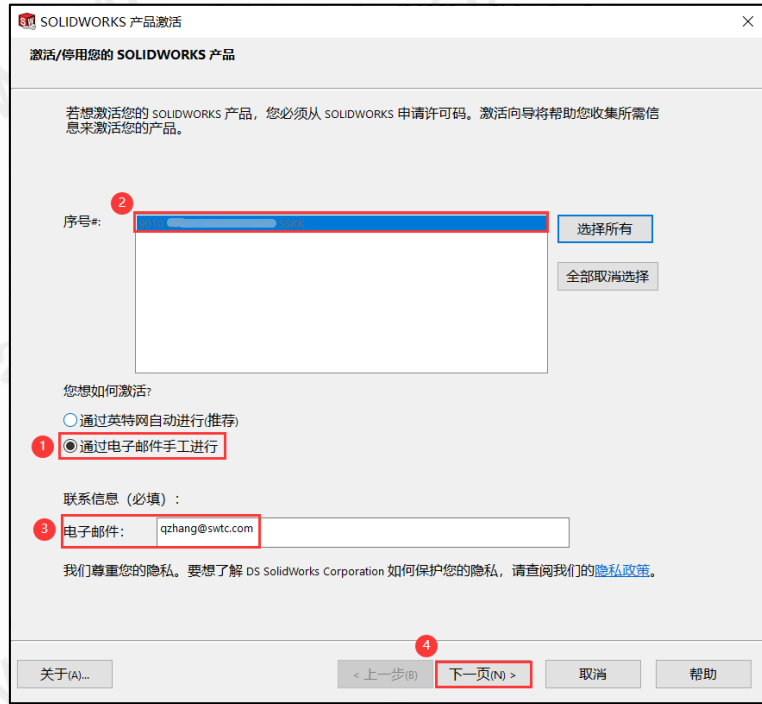 SOLIDWORKS 产品激活
激活/停用您的 SOLIDWORKS 产品
若想激活您的 SOLIDWORKS 产品，您必须从 SOLIDWORKS 申请许可码。激活向导将帮助您收集所需信
息来激活您的产品。
2
序号#:
选择所有
全部取消选择
您想如何激活?
通过英特网自动进行(推荐)
1 通过电子邮件手工进行
联系信息（必填）:
3 电子邮件: qzhang@swtc.com
我们尊重您的隐私。要想了解 DS SolidWorks Corporation 如何保护您的隐私，请查阅我们的隐私政策。
4
关于(A)... < 上一步(B) 下一页(N) > 取消 帮助